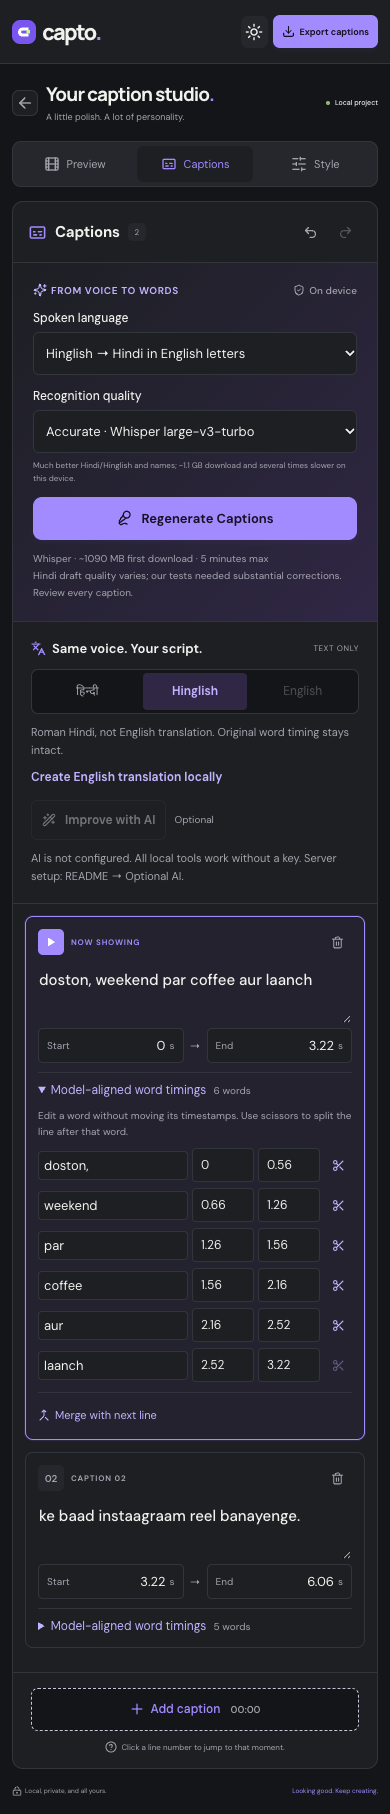 capto.
Export captions
Your caption studio.
A little polish. A lot of personality.
Local project
Preview
Captions
Style
Captions 2
FROM VOICE TO WORDS
On device
Spoken language
Hinglish → Hindi in English letters
Recognition quality
Accurate · Whisper large-v3-turbo
Much better Hindi/Hinglish and names; ~1.1 GB download and several times slower on
this device.
Regenerate Captions
Whisper · ~1090 MB first download · 5 minutes max
Hindi draft quality varies; our tests needed substantial corrections.
Review every caption.
Same voice. Your script.
TEXT ONLY
हिन्दी
Hinglish
English
Roman Hindi, not English translation. Original word timing stays
intact.
Create English translation locally
Improve with AI
Optional
AI is not configured. All local tools work without a key. Server
setup: README → Optional AI.
NOW SHOWING
doston, weekend par coffee aur laanch
Start 0 s → End 3.22 s
▼ Model-aligned word timings 6 words
Edit a word without moving its timestamps. Use scissors to split the
line after that word.
doston, 0 0.56
weekend 0.66 1.26
par 1.26 1.56
coffee 1.56 2.16
aur 2.16 2.52
laanch 2.52 3.22
Merge with next line
02 CAPTION 02
ke baad instaagraam reel banayenge.
Start 3.22 s → End 6.06 s
▶ Model-aligned word timings 5 words
+ Add caption 00:00
Click a line number to jump to that moment.
Local, private, and all yours.
Looking good. Keep creating.